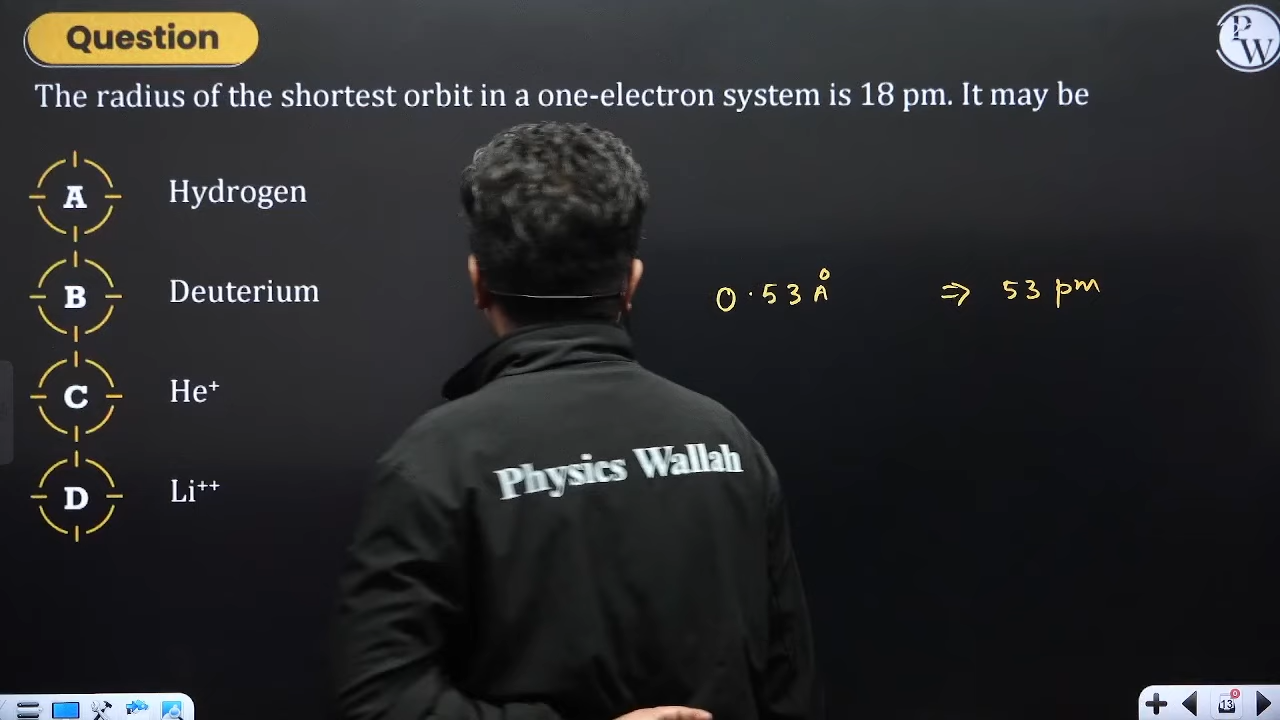 Question
PW
The radius of the shortest orbit in a one-electron system is 18 pm. It may be
A Hydrogen
B Deuterium
0.53 Å ⇒ 53 pm
C He⁺
D Li⁺⁺
Physics Wallah
13